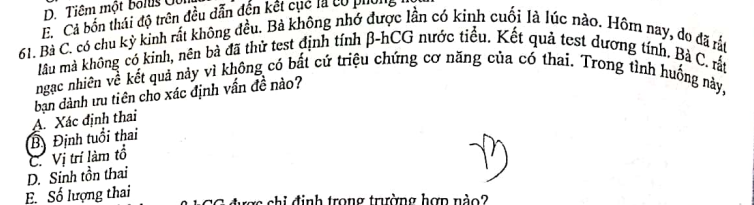 D. Tiêm một bolus
E. Cả bốn thái độ trên đều dẫn đến kết cục là có
61. Bà C. có chu kỳ kinh rất không đều. Bà không nhớ được lần có kinh cuối là lúc nào. Hôm nay, do đã rất
lâu mà không có kinh, nên bà đã thử test định tính β-hCG nước tiểu. Kết quả test dương tính. Bà C. rất
ngạc nhiên về kết quả này vì không có bất cứ triệu chứng cơ năng của có thai. Trong tình huống này,
bạn dành ưu tiên cho xác định vấn đề nào?
A. Xác định thai
B. Định tuổi thai
C. Vị trí làm tổ
D. Sinh tồn thai
E. Số lượng thai
được chỉ định trong trường hợp nào?